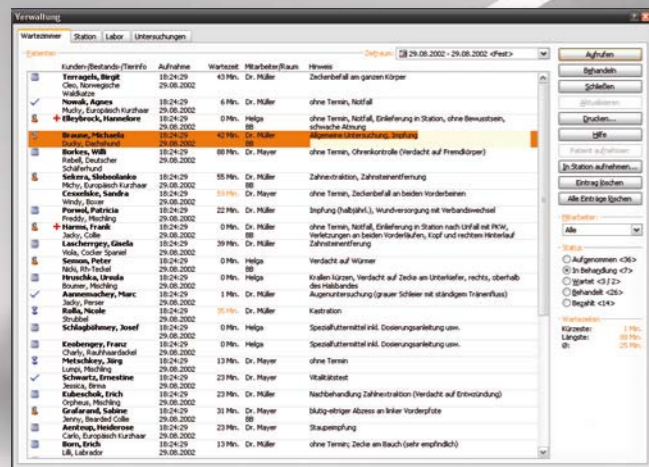 Verwaltung
Wartezimmer Station Labor Untersuchungen
Patienten
Zeitraum: 29.08.2002 - 29.08.2002 <Fest>
Kunden-/Bestands-/Tierinfo Aufnahme Wartezeit Mitarbeiter/Raum Hinweis
Terragels, Birgit 18:24:29 43 Min. Dr. Müller Zeckenbefall am ganzen Körper
Cleo, Norwegische 29.08.2002
Waldkatze
Nowak, Agnes 18:24:29 6 Min. Dr. Müller ohne Termin, Notfall
Mucky, Europäisch Kurzhaar 29.08.2002
Elleybrock, Hannekore 18:24:29 0 Min. Dr. Müller ohne Termin, Notfall, Einlieferung in Station, ohne Bewusstsein,
29.08.2002 BB schwache Atmung
Braune, Michaela 18:24:29 42 Min. Dr. Müller Allgemeine Untersuchung, Impfung
Ducky, Dachshund 29.08.2002 BB
Borkes, Willi 18:24:29 88 Min. Dr. Mayer ohne Termin, Ohrenkontrolle (Verdacht auf Fremdkörper)
Rebell, Deutscher 29.08.2002
Schäferhund
Sekera, Sloboolanko 18:24:29 55 Min. Dr. Müller Zahnextraktion, Zahnsteinentfernung
Michy, Europäisch Kurzhaar 29.08.2002 BB
Cesxelske, Sandra 18:24:29 59 Min. Dr. Mayer ohne Termin, Zeckenbefall an beiden Vorderbeinen
Windy, Boxer 29.08.2002
Porwol, Patricia 18:24:29 22 Min. Dr. Müller Impfung (halbjährl.), Wundversorgung mit Verbandswechsel
Freddy, Mischling 29.08.2002
Harms, Frank 18:24:29 0 Min. Dr. Müller ohne Termin, Notfall, Einlieferung in Station nach Unfall mit PKW,
Jacky, Collie 29.08.2002 BB Verletzungen an beiden Vorderläufen, Kopf und rechtem Hinterlauf
Lascherrgey, Gisela 18:24:29 39 Min. Dr. Müller Zahnsteinentferung
Viola, Cocker Spaniel 29.08.2002
Semon, Peter 18:24:29 0 Min. Helga Verdacht auf Würmer
Nicki, Rh-Teckel 29.08.2002 BB
Hruschka, Ursula 18:24:29 0 Min. Helga Krallen kürzen, Verdacht auf Zecke an Unterkiefer, rechts, oberhalb
Boumer, Mischling 29.08.2002 BB des Halsbandes
Aannemachey, Marc 18:24:29 1 Min. Dr. Müller Augenuntersuchung (grauer Schleier mit ständigem Tränenfluss)
Jacky, Perser 29.08.2002
Rolla, Nicole 18:24:29 35 Min. Dr. Müller Kastration
Strubbel 29.08.2002
Schlagböhmey, Josef 18:24:29 0 Min. Helga Spezialfuttermittel inkl. Dosierungsanleitung usw.
29.08.2002
Keobengey, Franz 18:24:29 0 Min. Helga Spezialfuttermittel inkl. Dosierungsanleitung usw.
Charly, Rauhhaardackel 29.08.2002
Metschkey, Jörg 18:24:29 13 Min. Dr. Mayer ohne Termin
Lumpi, Mischling 29.08.2002
Schwartz, Ernestine 18:24:29 23 Min. Dr. Mayer Vitalitätstest
Jessica, Birma 29.08.2002
Kubeschok, Erich 18:24:29 23 Min. Dr. Müller Nachbehandlung Zahnextraktion (Verdacht auf Entwozündung)
Orpheus, Mischling 29.08.2002
Grafarand, Sabine 18:24:29 31 Min. Dr. Mayer blutig-eitriger Abszess an linker Vorderpfote
Jenny, Bearded Collie 29.08.2002 BB
Aenteup, Heiderose 18:24:29 23 Min. Dr. Mayer Staupeimpfung
Carlo, Europäisch Kurzhaar 29.08.2002
Born, Erich 18:24:29 13 Min. Dr. Müller ohne Termin; Zecke am Bauch (sehr empfindlich)
Lilli, Labrador 29.08.2002
Aufrufen
Behandeln
Schließen
Aktualisieren
Drucken...
Hilfe
Patient aufnehmen
In Station aufnehmen...
Eintrag löschen
Alle Einträge löschen
Mitarbeiter:
Alle
Status
Aufgenommen <36>
In Behandlung <7>
Wartet <3/2>
Behandelt <26>
Bezahlt <14>
Wartezeiten
Kürzeste: 1 Min.
Längste: 88 Min.
Ø: 25 Min.